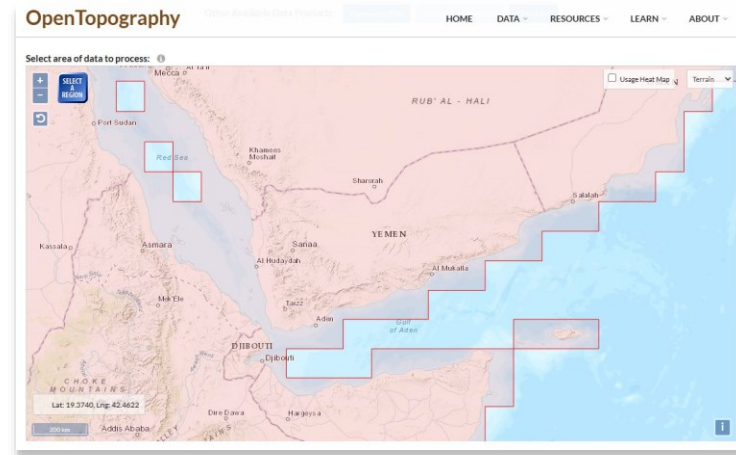 OpenTopography
HOME DATA RESOURCES LEARN ABOUT
Select area of data to process:
+
−
SELECT
A
REGION
Usage Heat Map
Terrain
Mecca
RUB' AL - HALI
Port Sudan
Red Sea
Khamees
Moshait
Sharorah
Salalah
YEMEN
Kassala
Asmara
Sanaa
Al Hudaydah
Al Mukalla
Mek'Ele
Taizz
Aden
Gulf
of Aden
DJIBOUTI
Djibouti
CHOKE
MOUNTAINS
Lat: 19.3740, Lng: 42.4622
Dire Dawa
Hargeysa
200 km
Addis Ababa
i